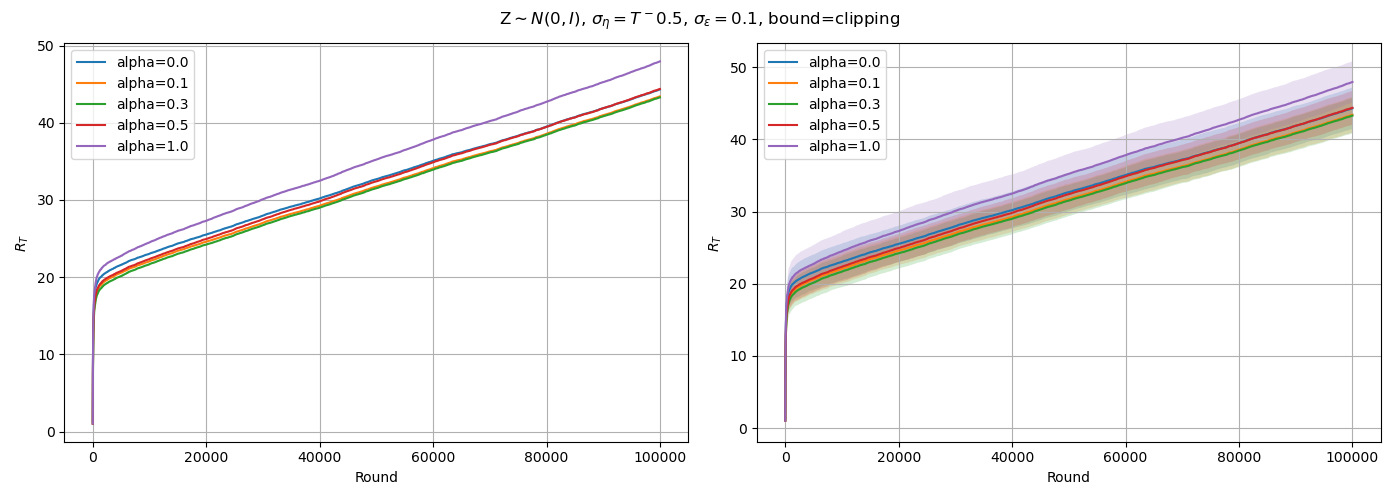 Z ∼ N(0, I), σ_η = T⁻0.5, σ_ε = 0.1, bound=clipping
50
40
30
20
10
0
R_T
alpha=0.0
alpha=0.1
alpha=0.3
alpha=0.5
alpha=1.0
0 20000 40000 60000 80000 100000
Round
50
40
30
20
10
0
R_T
alpha=0.0
alpha=0.1
alpha=0.3
alpha=0.5
alpha=1.0
0 20000 40000 60000 80000 100000
Round